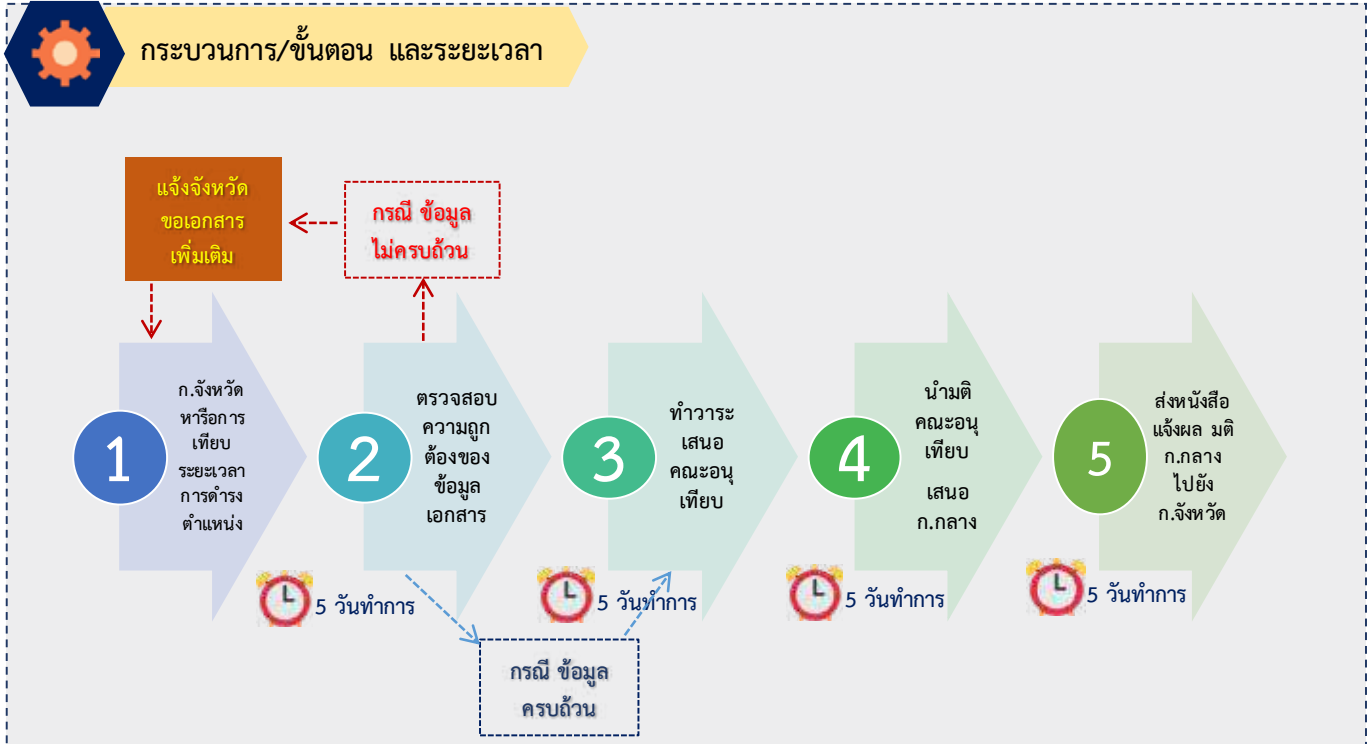 กระบวนการ/ขั้นตอน และระยะเวลา
แจ้งจังหวัด
ขอเอกสาร
เพิ่มเติม
กรณี ข้อมูล
ไม่ครบถ้วน
1
ก.จังหวัด
หารือการ
เทียบ
ระยะเวลา
การดำรง
ตำแหน่ง
2
ตรวจสอบ
ความถูก
ต้องของ
ข้อมูล
เอกสาร
3
ทำวาระ
เสนอ
คณะอนุ
เทียบ
4
นำมติ
คณะอนุ
เทียบ
เสนอ
ก.กลาง
5
ส่งหนังสือ
แจ้งผล มติ
ก.กลาง
ไปยัง
ก.จังหวัด
5 วันทำการ
5 วันทำการ
5 วันทำการ
5 วันทำการ
กรณี ข้อมูล
ครบถ้วน